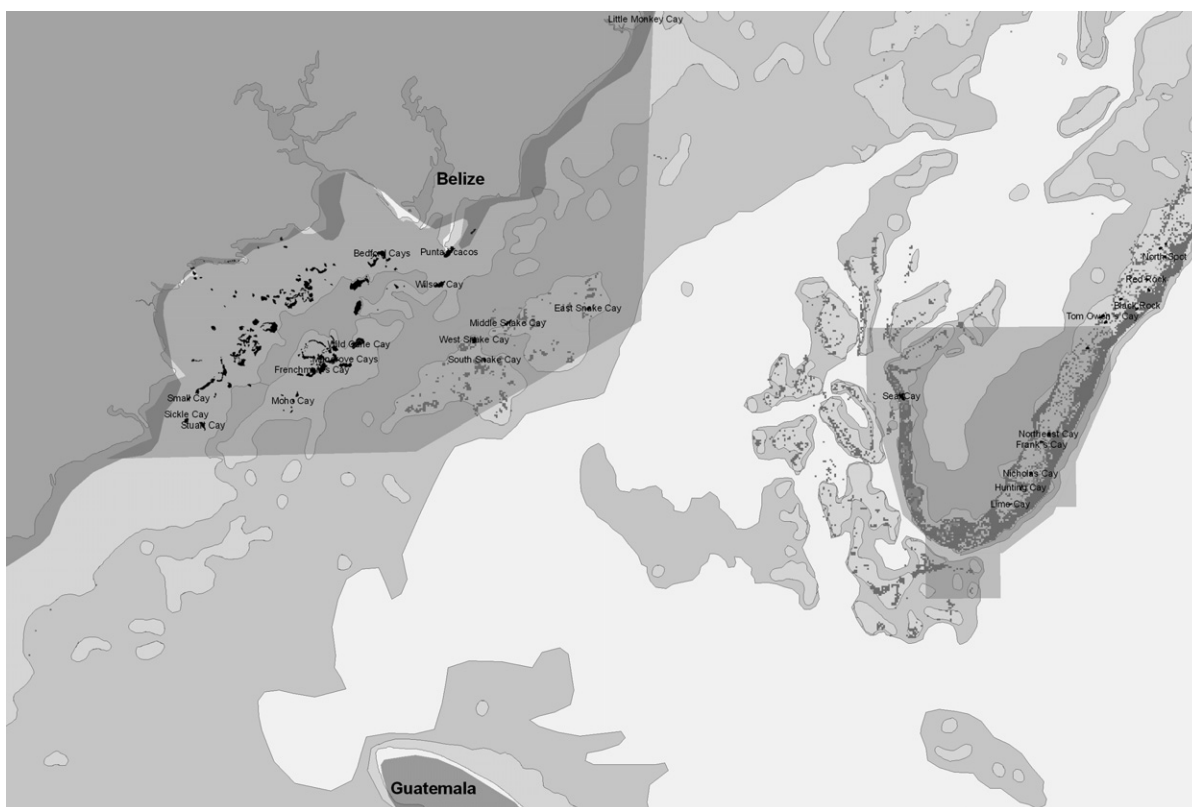 Little Monkey Cay
Belize
Bedford Cays
Punta Ycacos
North Spot
Red Rock
Wilson Cay
East Snake Cay
Black Rock
Tom Owen's Cay
Middle Snake Cay
West Snake Cay
Wild Cane Cay
South Snake Cay
Frenchman's Cay
Seal Cay
Small Cay
Moho Cay
Sickle Cay
Stuart Cay
Northeast Cay
Frank's Cay
Nicholas Cay
Hunting Cay
Lime Cay
Guatemala